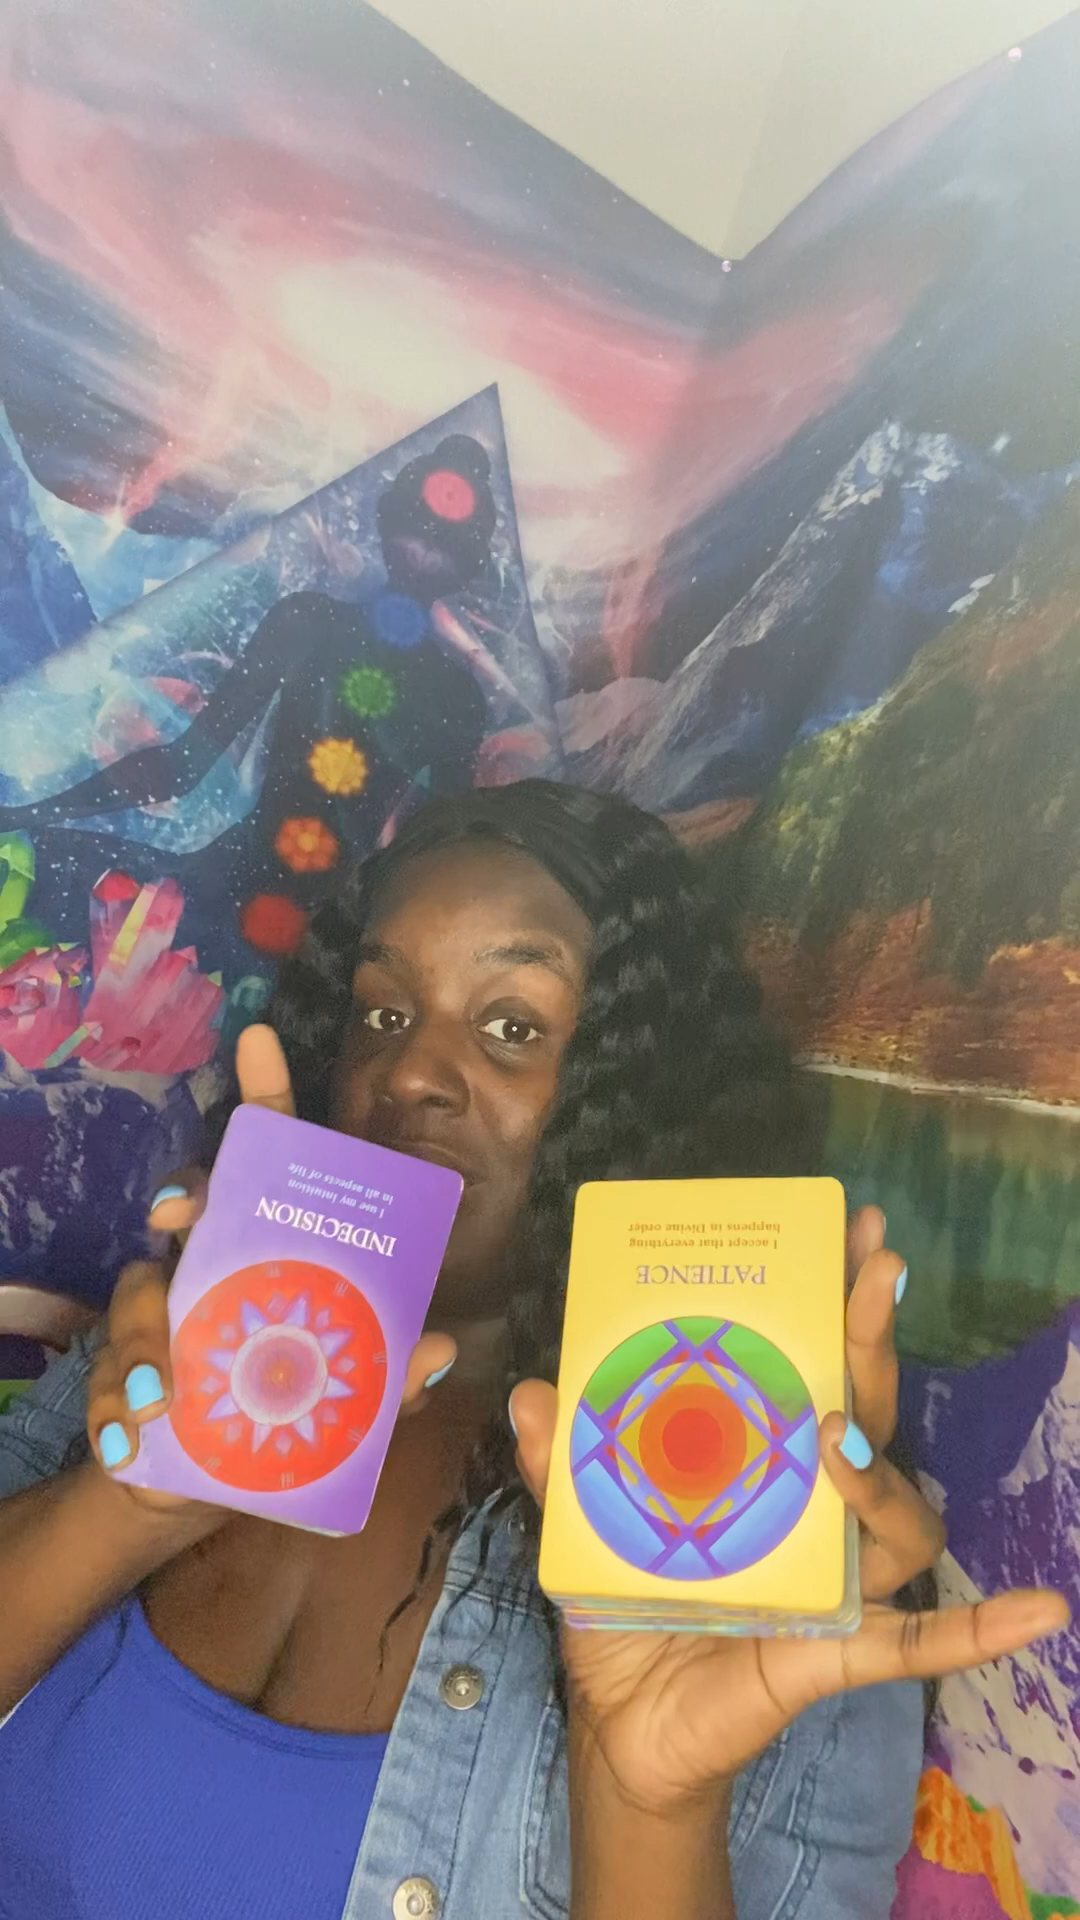 INDECISION
I use my Intuition
in all aspects of life
PATIENCE
I accept that everything
happens in Divine order